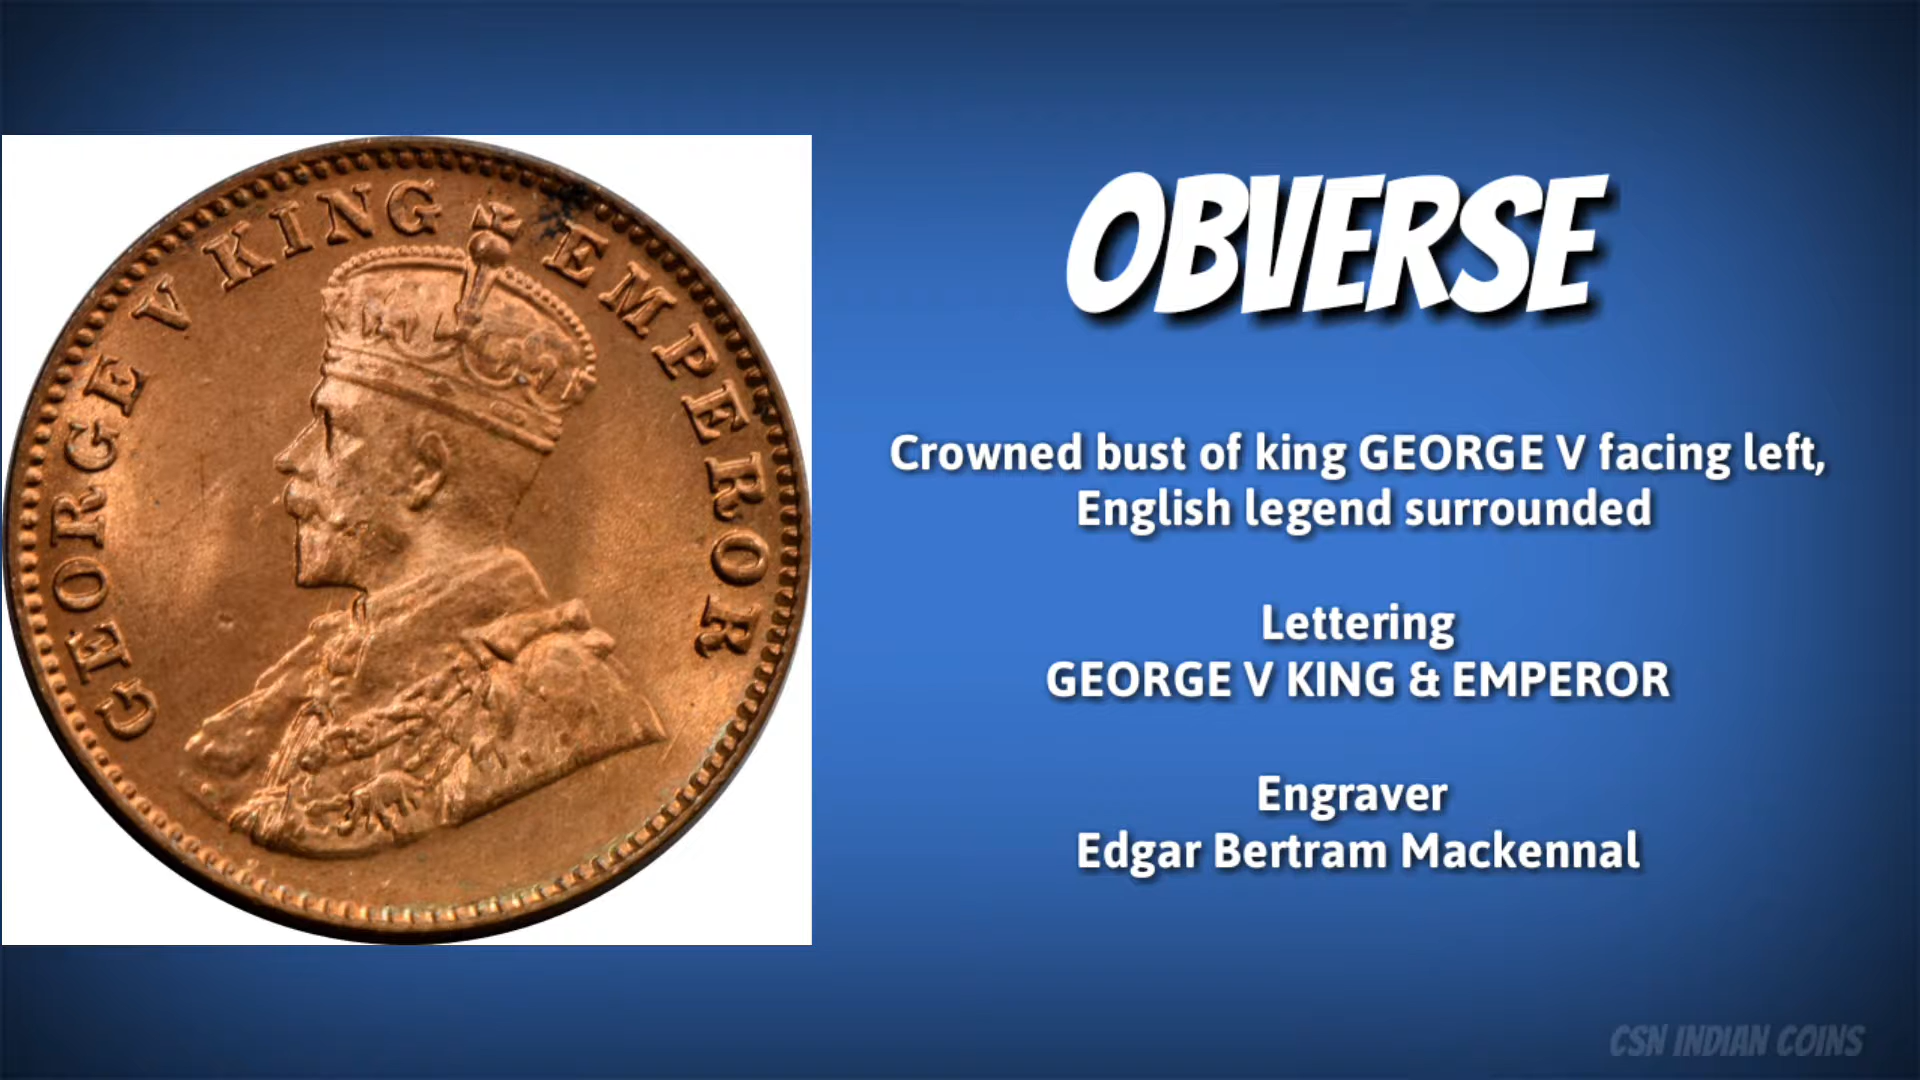 GEORGE V KING EMPEROR
OBVERSE
Crowned bust of king GEORGE V facing left,
English legend surrounded
Lettering
GEORGE V KING & EMPEROR
Engraver
Edgar Bertram Mackennal
CSN INDIAN COINS